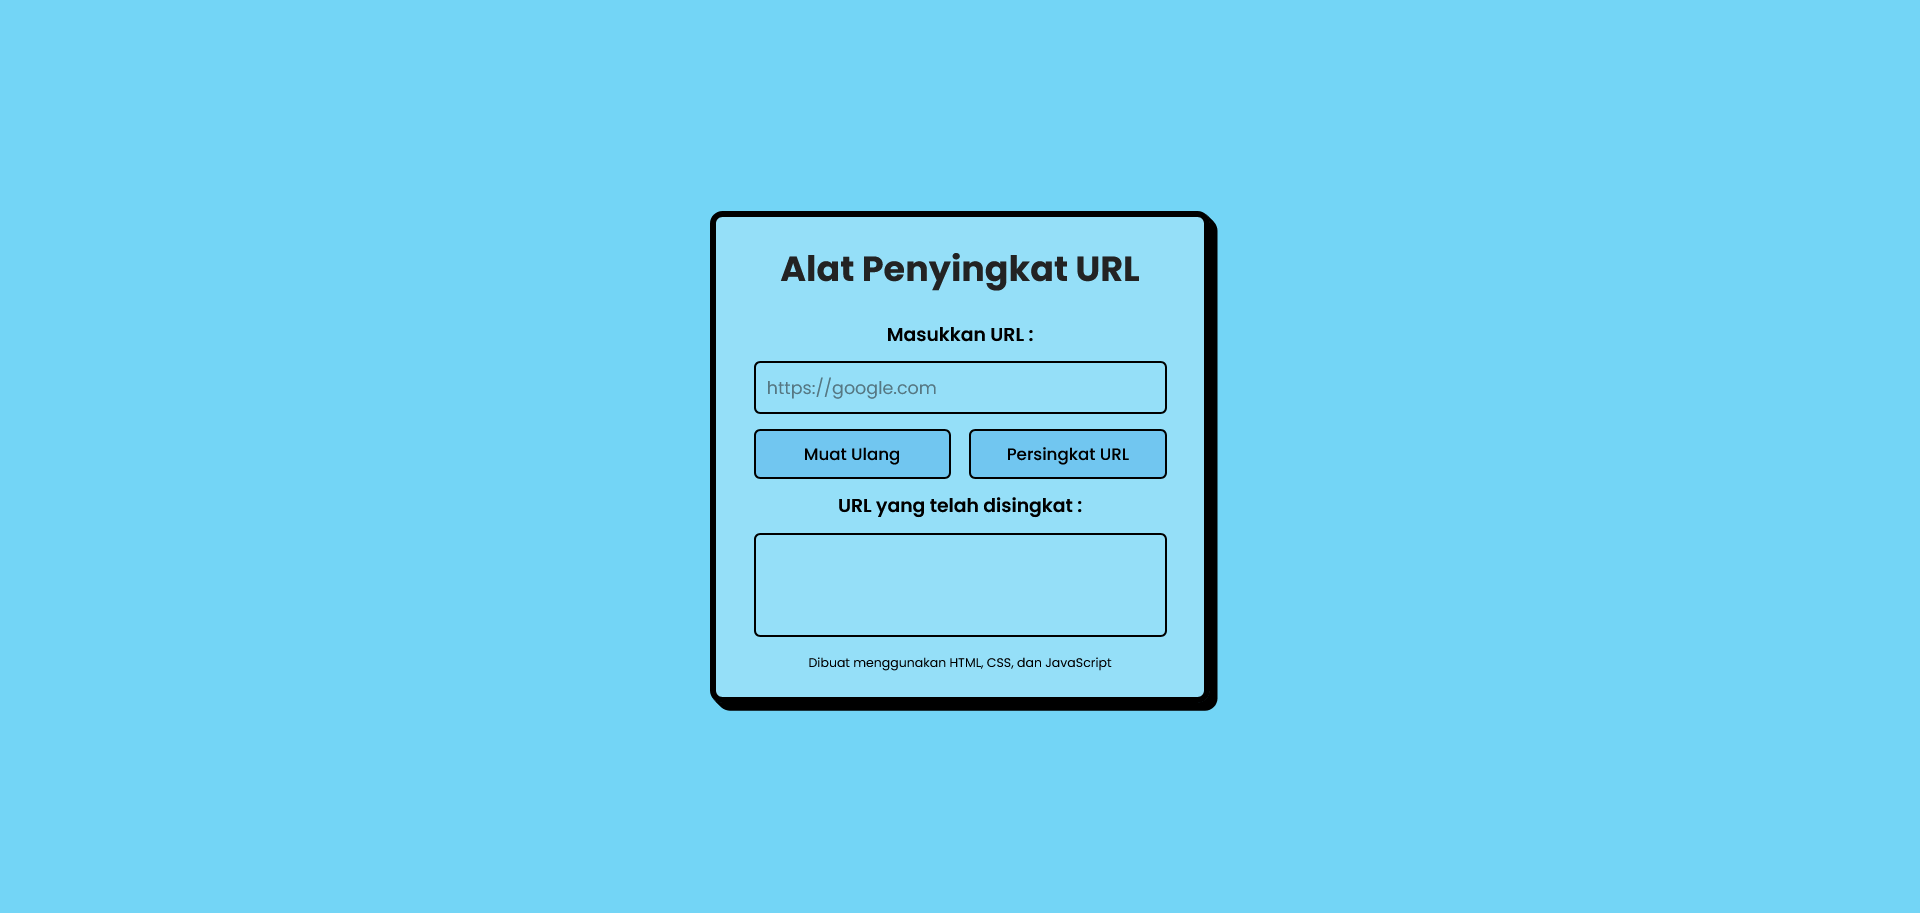 Alat Penyingkat URL
Masukkan URL :
https://google.com
Muat Ulang
Persingkat URL
URL yang telah disingkat :
Dibuat menggunakan HTML, CSS, dan JavaScript